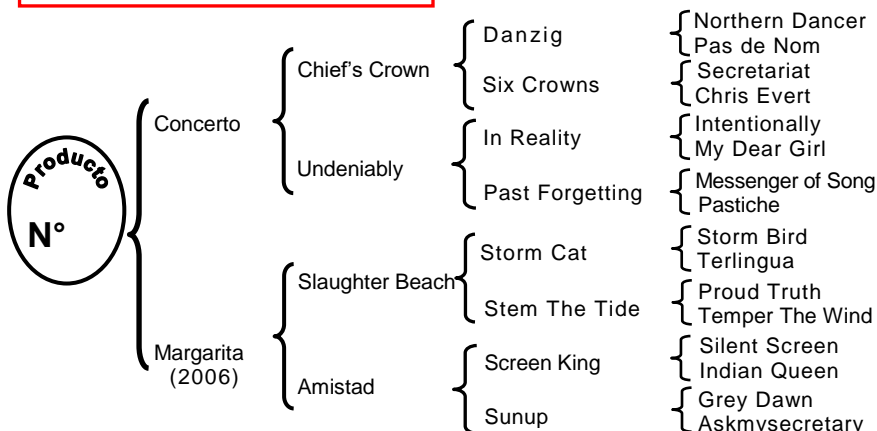 Producto
N°
Concerto
Margarita
(2006)
Chief's Crown
Undeniably
Slaughter Beach
Amistad
Danzig
Six Crowns
In Reality
Past Forgetting
Storm Cat
Stem The Tide
Screen King
Sunup
Northern Dancer
Pas de Nom
Secretariat
Chris Evert
Intentionally
My Dear Girl
Messenger of Song
Pastiche
Storm Bird
Terlingua
Proud Truth
Temper The Wind
Silent Screen
Indian Queen
Grey Dawn
Askmysecretary